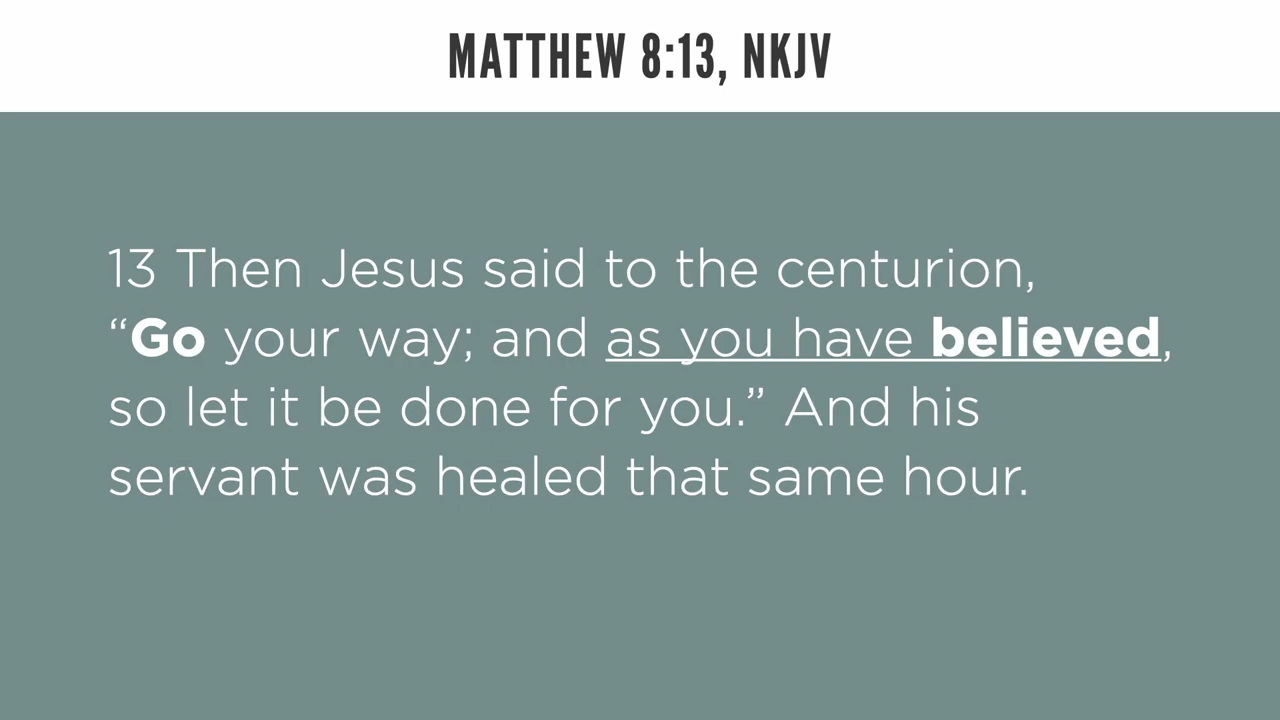 MATTHEW 8:13, NKJV
13 Then Jesus said to the centurion,
“Go your way; and as you have believed,
so let it be done for you.” And his
servant was healed that same hour.